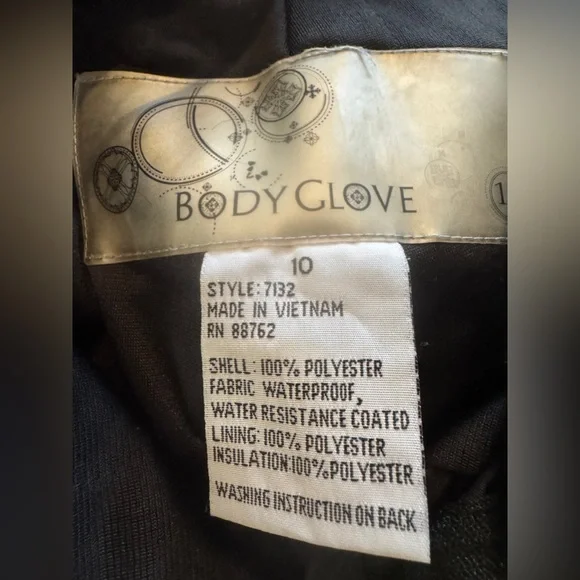 BODY GLOVE
10
STYLE: 7132
MADE IN VIETNAM
RN 88762
SHELL: 100% POLYESTER
FABRIC WATERPROOF,
WATER RESISTANCE COATED
LINING: 100% POLYESTER
INSULATION:100%POLYESTER
WASHING INSTRUCTION ON BACK